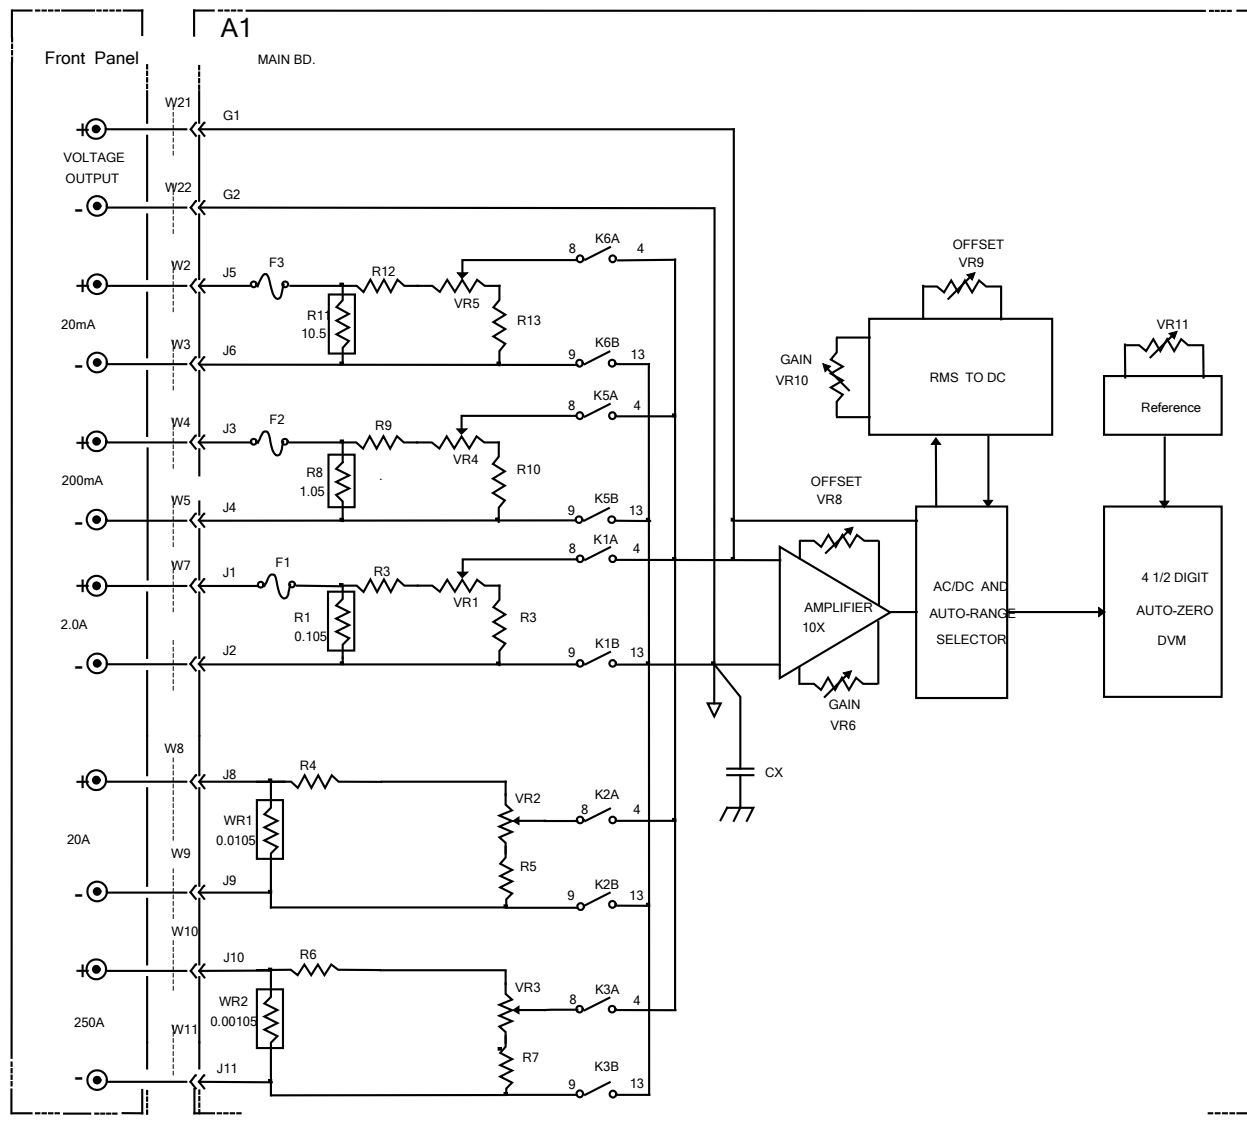 A1
Front Panel
MAIN BD.
W21
G1
+
VOLTAGE
OUTPUT
W22
G2
-
K6A
8
4
OFFSET
VR9
W2
J5
F3
R12
+
VR5
R11
10.5
R13
20mA
VR11
W3
J6
K6B
9
13
-
GAIN
VR10
RMS TO DC
K5A
8
4
Reference
W4
J3
F2
R9
+
VR4
R8
1.05
R10
200mA
OFFSET
VR8
W5
J4
K5B
9
13
-
K1A
8
4
W7
J1
F1
R3
+
VR1
R1
0.105
R3
2.0A
AMPLIFIER
10X
AC/DC AND
AUTO-RANGE
SELECTOR
4 1/2 DIGIT
AUTO-ZERO
DVM
J2
K1B
9
13
-
GAIN
VR6
W8
J8
R4
+
CX
VR2
K2A
8
4
WR1
0.0105
20A
W9
R5
J9
K2B
9
13
-
W10
J10
R6
+
VR3
K3A
8
4
WR2
0.00105
250A
W11
R7
J11
K3B
9
13
-